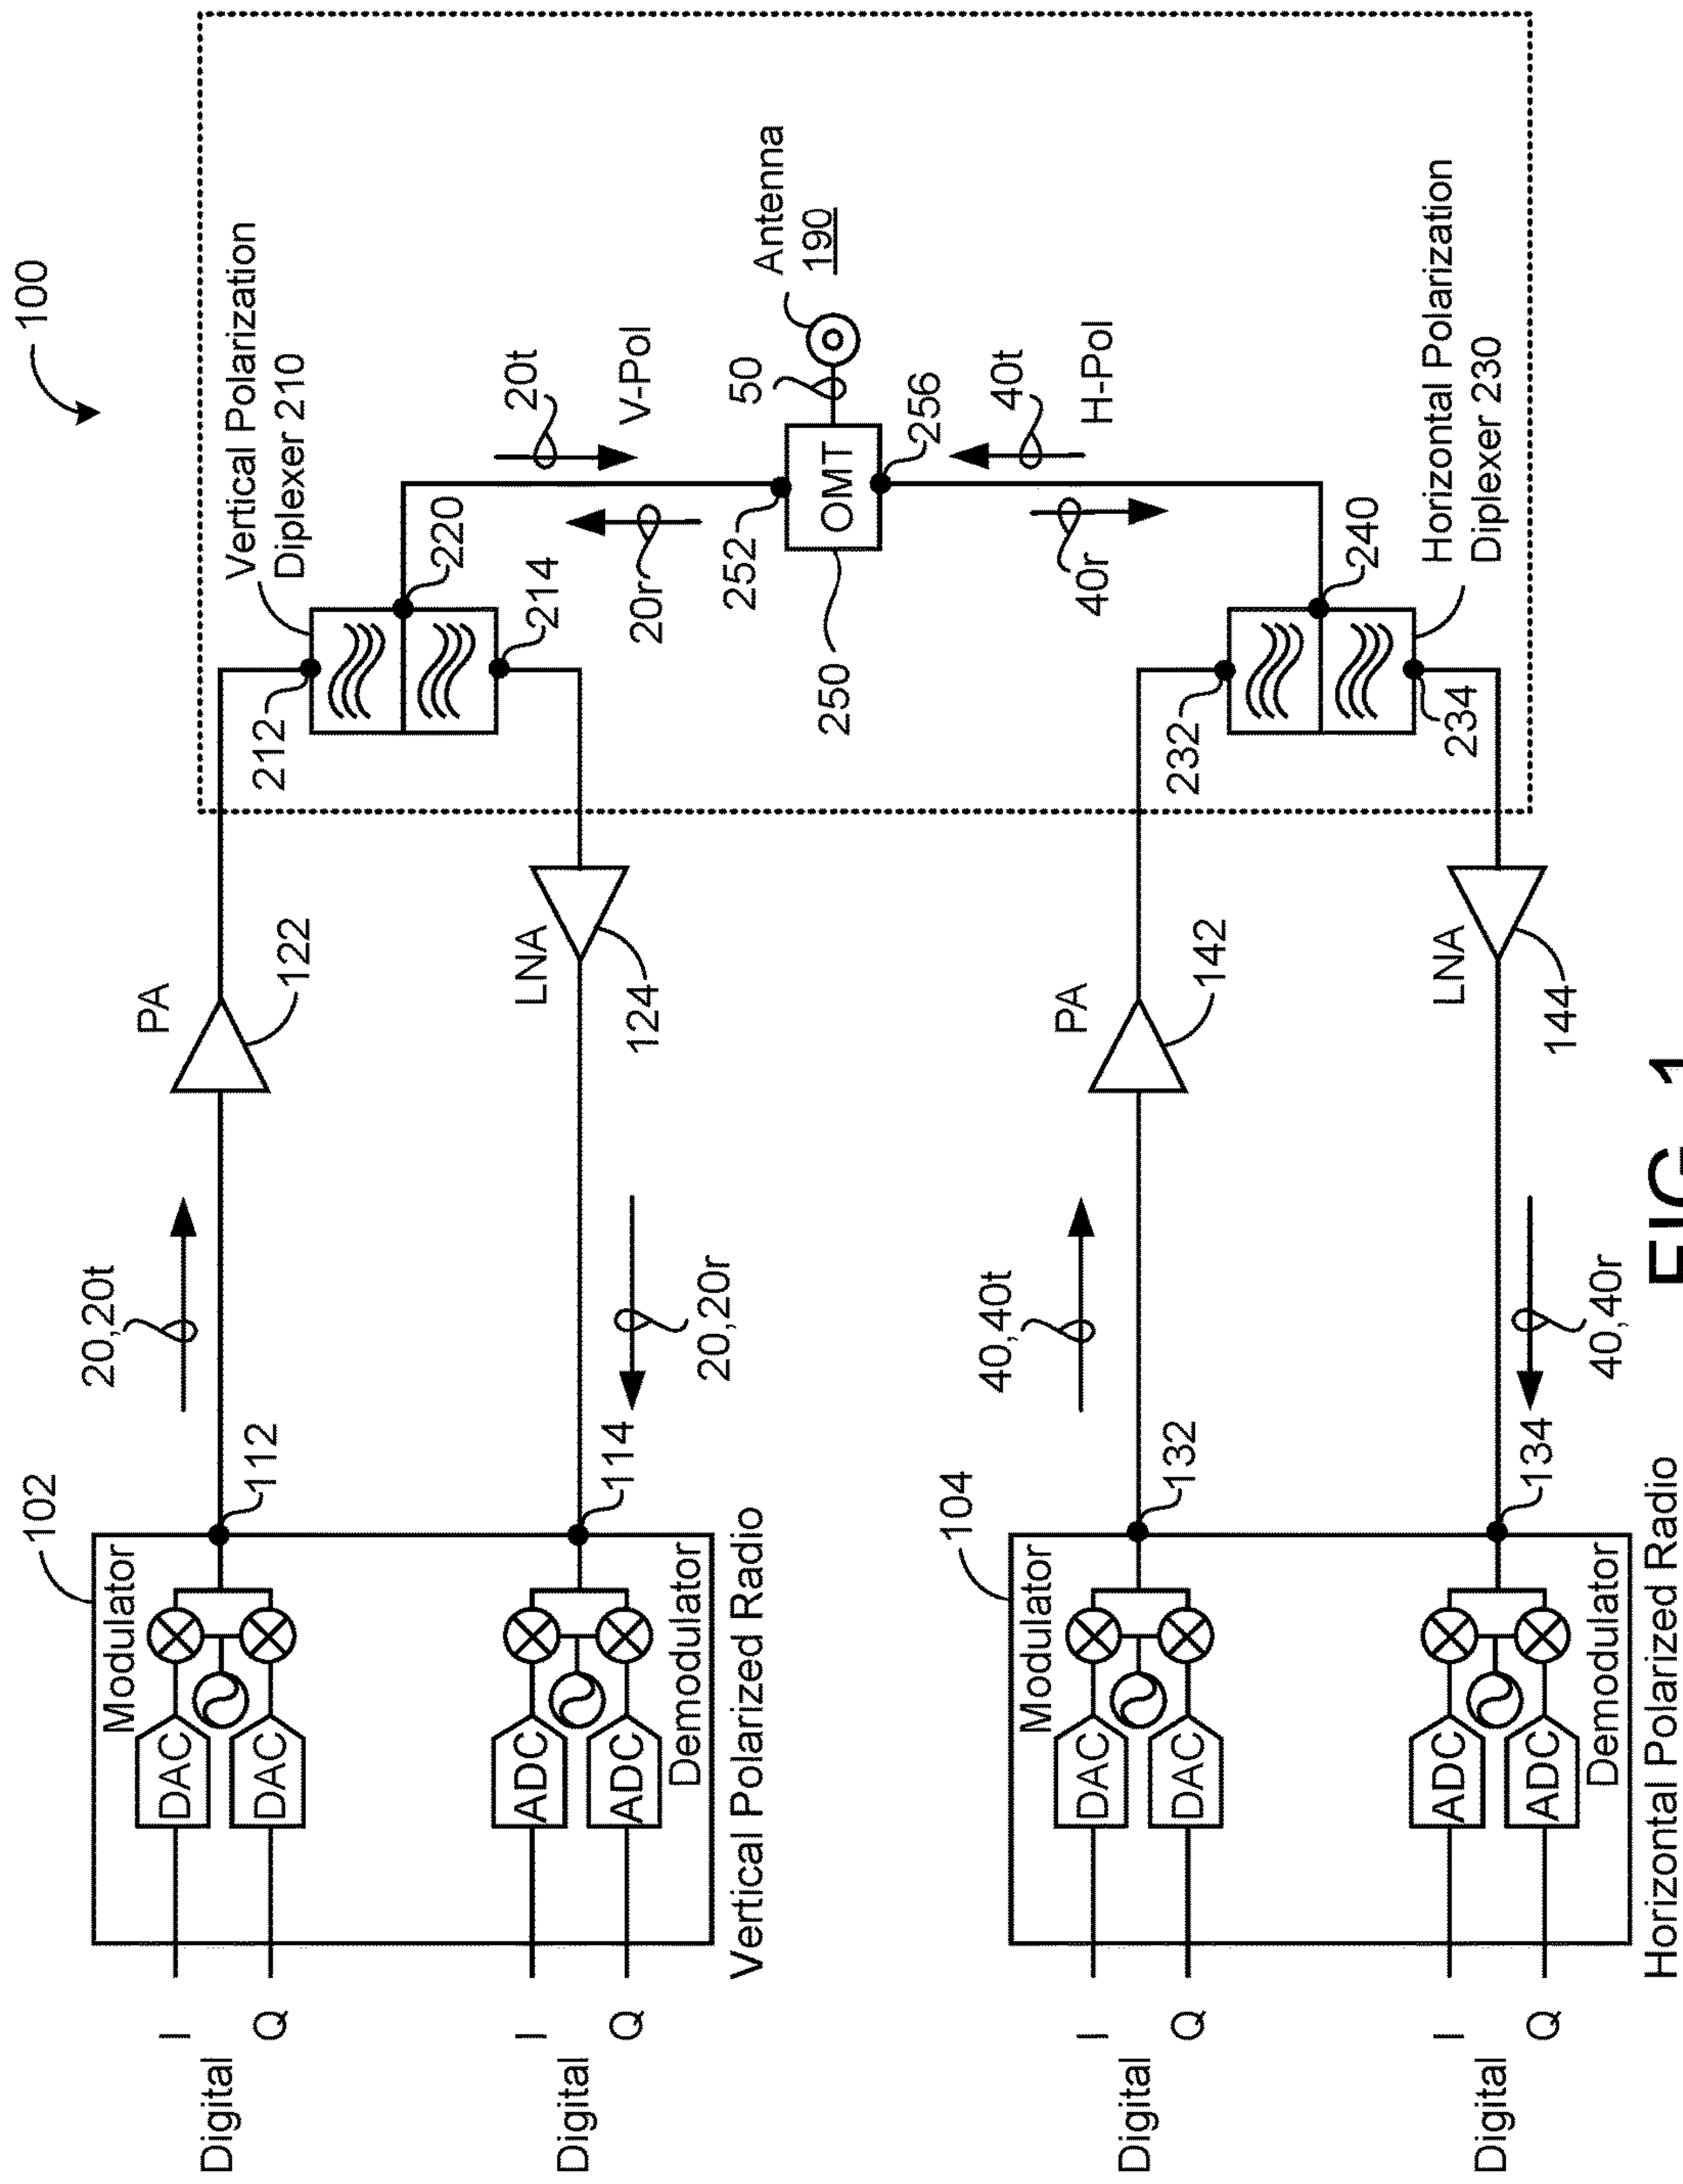 100
Vertical Polarization
Diplexer 210
212
220
214
20t
V-Pol
20r
252
OMT
250
50
Antenna
190
256
40t
H-Pol
40r
232
240
234
Horizontal Polarization
Diplexer 230
PA
122
LNA
124
PA
142
LNA
144
20,20t
20,20r
40,40t
40,40r
102
112
114
Modulator
DAC
DAC
ADC
ADC
Demodulator
Vertical Polarized Radio
I
Digital
Q
I
Digital
Q
104
132
134
Modulator
DAC
DAC
ADC
ADC
Demodulator
Horizontal Polarized Radio
I
Digital
Q
I
Digital
Q
FIG. 1